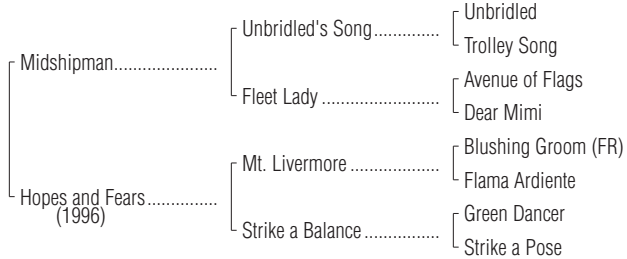 Unbridled
Unbridled's Song..............
Trolley Song
Midshipman......................
Avenue of Flags
Fleet Lady .........................
Dear Mimi
Blushing Groom (FR)
Mt. Livermore ...................
Flama Ardiente
Hopes and Fears...............
(1996)
Green Dancer
Strike a Balance ................
Strike a Pose